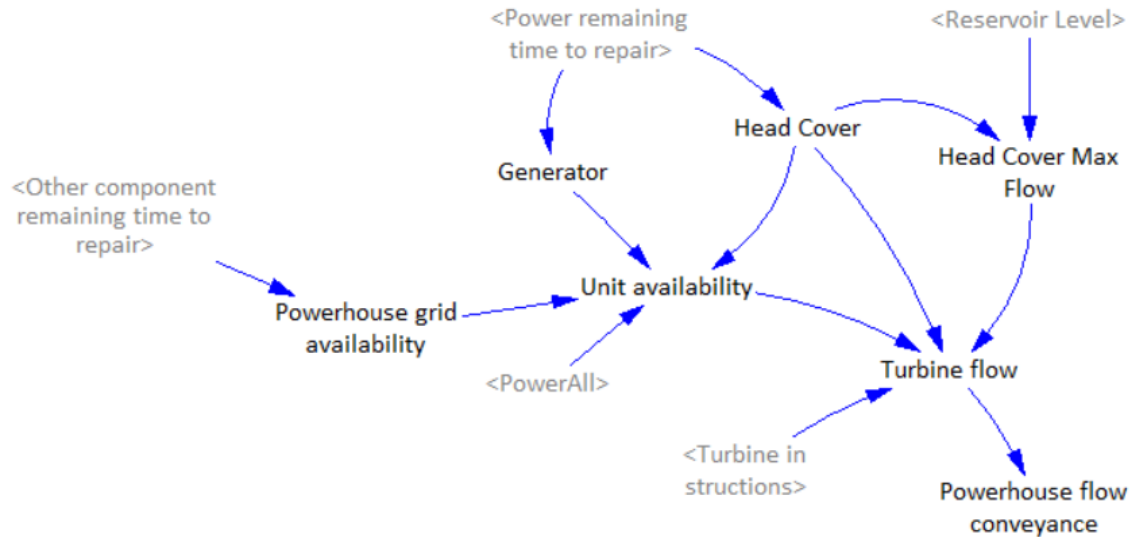 <Power remaining
time to repair>
<Reservoir Level>
Head Cover
Head Cover Max
Flow
Generator
<Other component
remaining time to
repair>
Unit availability
Powerhouse grid
availability
Turbine flow
<PowerAll>
<Turbine in
structions>
Powerhouse flow
conveyance